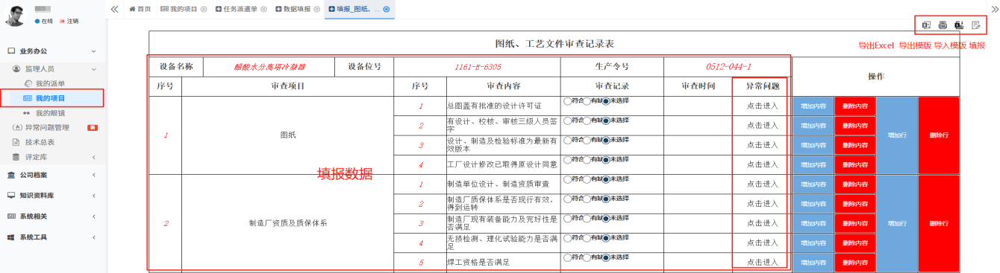 在线 注销
首页 我的项目 任务派遣单 数据填报 填报_图纸、...
导出Excel 导出模版 导入模版 填报
业务办公
监理人员
我的派单
我的项目
我的眼镜
异常问题管理
技术总表
评定库
公司档案
知识资料库
系统相关
系统工具
图纸、工艺文件审查记录表
设备名称 醋酸水分离塔冷凝器 设备位号 1161-E-6305 生产令号 0512-044-1 操作
序号 审查项目 序号 审查内容 审查记录 审查时间 异常问题
1 图纸
1 总图盖有批准的设计许可证 符合 有缺 未选择 点击进入 增加内容 删除内容 增加行 删除行
2 有设计、校核、审核三级人员签
字 符合 有缺 未选择 点击进入 增加内容 删除内容
3 设计、制造及检验标准为最新有
效版本 符合 有缺 未选择 点击进入 增加内容 删除内容
4 工厂设计修改已取得原设计同意 符合 有缺 未选择 点击进入 增加内容 删除内容
填报数据
2 制造厂资质及质保体系
1 制造单位设计、制造资质审查 符合 有缺 未选择 点击进入 增加内容 删除内容 增加行 删除行
2 制造厂质保体系是否现行有效，
得到运转 符合 有缺 未选择 点击进入 增加内容 删除内容
3 制造厂现有装备能力及完好性是
否满足 符合 有缺 未选择 点击进入 增加内容 删除内容
4 无损检测、理化试验能力是否满
足 符合 有缺 未选择 点击进入 增加内容 删除内容
5 焊工资格是否满足 符合 有缺 未选择 点击进入 增加内容 删除内容